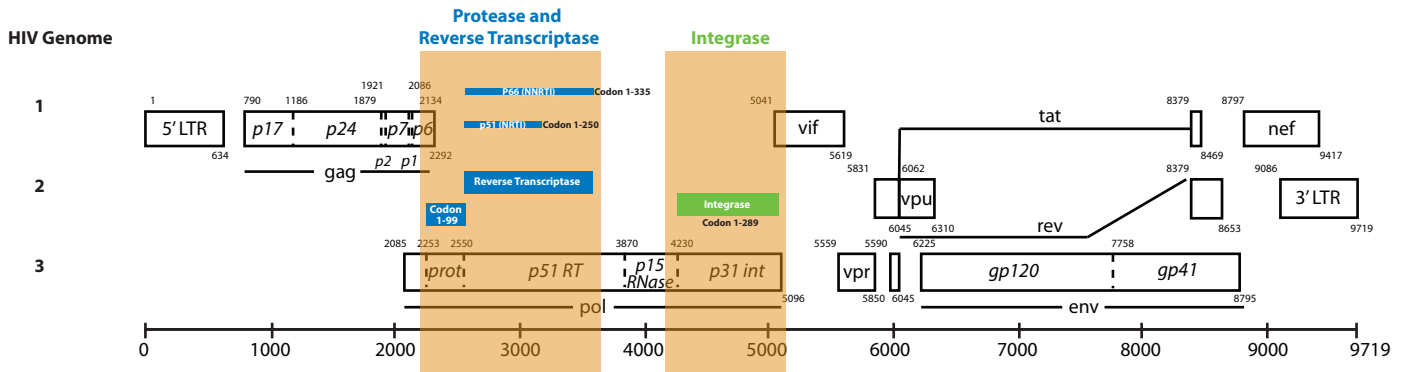 Protease and
Reverse Transcriptase
Integrase
HIV Genome
1921
2086
P66 (NNRTI)
Codon 1-335
1
1
790
1186
1879
2134
5041
8379
8797
tat
5' LTR
p17
p24
p7
p6
p51 (NRTI)
Codon 1-250
vif
nef
634
p2
p1
2292
5619
8469
9417
gag
2
5831
6062
8379
9086
Reverse Transcriptase
Integrase
vpu
3' LTR
Codon
1-99
Codon 1-289
6045
6310
rev
8653
9719
2085
2253
2550
3870
4230
5559
5590
6225
7758
3
prot
p51 RT
p15
RNase
p31 int
vpr
gp120
gp41
5096
5850
6045
8795
pol
env
0
1000
2000
3000
4000
5000
6000
7000
8000
9000
9719